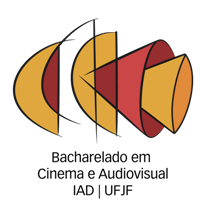 Bacharelado em
Cinema e Audiovisual
IAD | UFJF